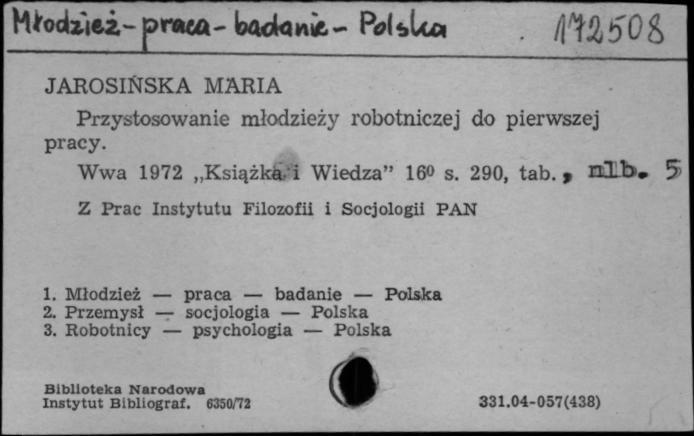 Młodzież - praca - badanie - Polska 172508
JAROSIŃSKA MARIA
Przystosowanie młodzieży robotniczej do pierwszej
pracy.
Wwa 1972 „Książka i Wiedza” 16⁰ s. 290, tab., nlb. 5
Z Prac Instytutu Filozofii i Socjologii PAN
1. Młodzież — praca — badanie — Polska
2. Przemysł — socjologia — Polska
3. Robotnicy — psychologia — Polska
Biblioteka Narodowa
Instytut Bibliograf. 6350/72 331.04-057(438)